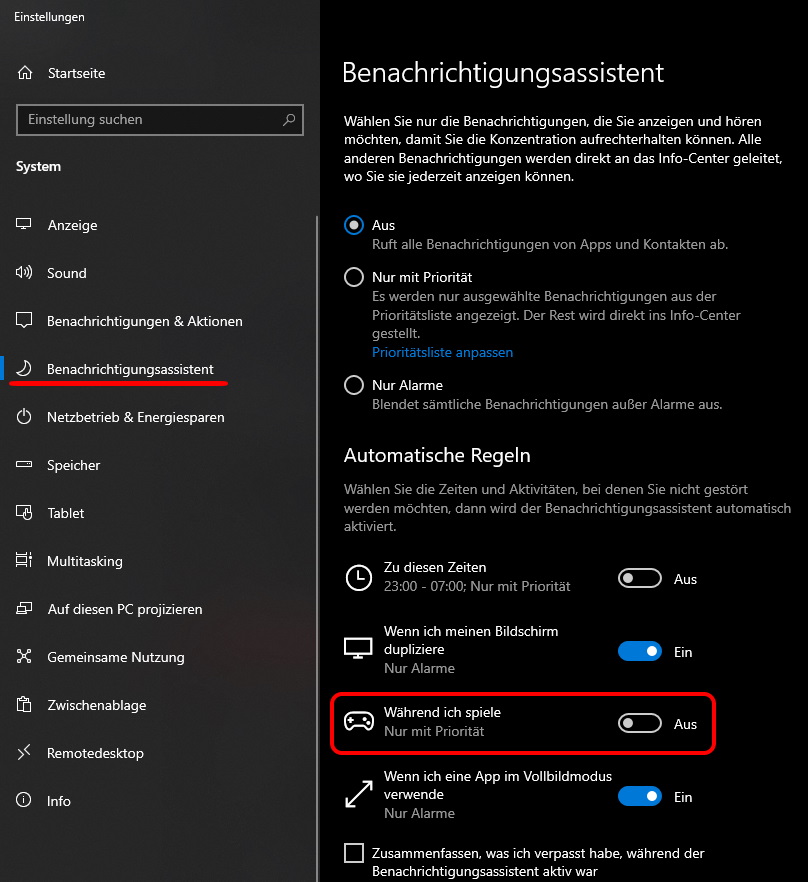 Einstellungen
Startseite
Einstellung suchen
System
Anzeige
Sound
Benachrichtigungen & Aktionen
Benachrichtigungsassistent
Netzbetrieb & Energiesparen
Speicher
Tablet
Multitasking
Auf diesen PC projizieren
Gemeinsame Nutzung
Zwischenablage
Remotedesktop
Info
Benachrichtigungsassistent
Wählen Sie nur die Benachrichtigungen, die Sie anzeigen und hören
möchten, damit Sie die Konzentration aufrechterhalten können. Alle
anderen Benachrichtigungen werden direkt an das Info-Center geleitet,
wo Sie sie jederzeit anzeigen können.
Aus
Ruft alle Benachrichtigungen von Apps und Kontakten ab.
Nur mit Priorität
Es werden nur ausgewählte Benachrichtigungen aus der
Prioritätsliste angezeigt. Der Rest wird direkt ins Info-Center
gestellt.
Prioritätsliste anpassen
Nur Alarme
Blendet sämtliche Benachrichtigungen außer Alarme aus.
Automatische Regeln
Wählen Sie die Zeiten und Aktivitäten, bei denen Sie nicht gestört
werden möchten, dann wird der Benachrichtigungsassistent automatisch
aktiviert.
Zu diesen Zeiten
23:00 - 07:00; Nur mit Priorität
Aus
Wenn ich meinen Bildschirm
dupliziere
Nur Alarme
Ein
Während ich spiele
Nur mit Priorität
Aus
Wenn ich eine App im Vollbildmodus
verwende
Nur Alarme
Ein
Zusammenfassen, was ich verpasst habe, während der
Benachrichtigungsassistent aktiv war